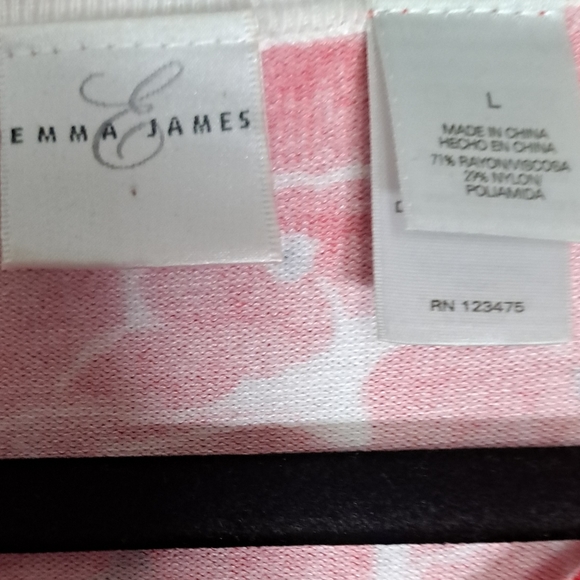 E
EMMA JAMES
L
MADE IN CHINA
HECHO EN CHINA
71% RAYON/VISCOSA
29% NYLON/
POLIAMIDA
RN 123475